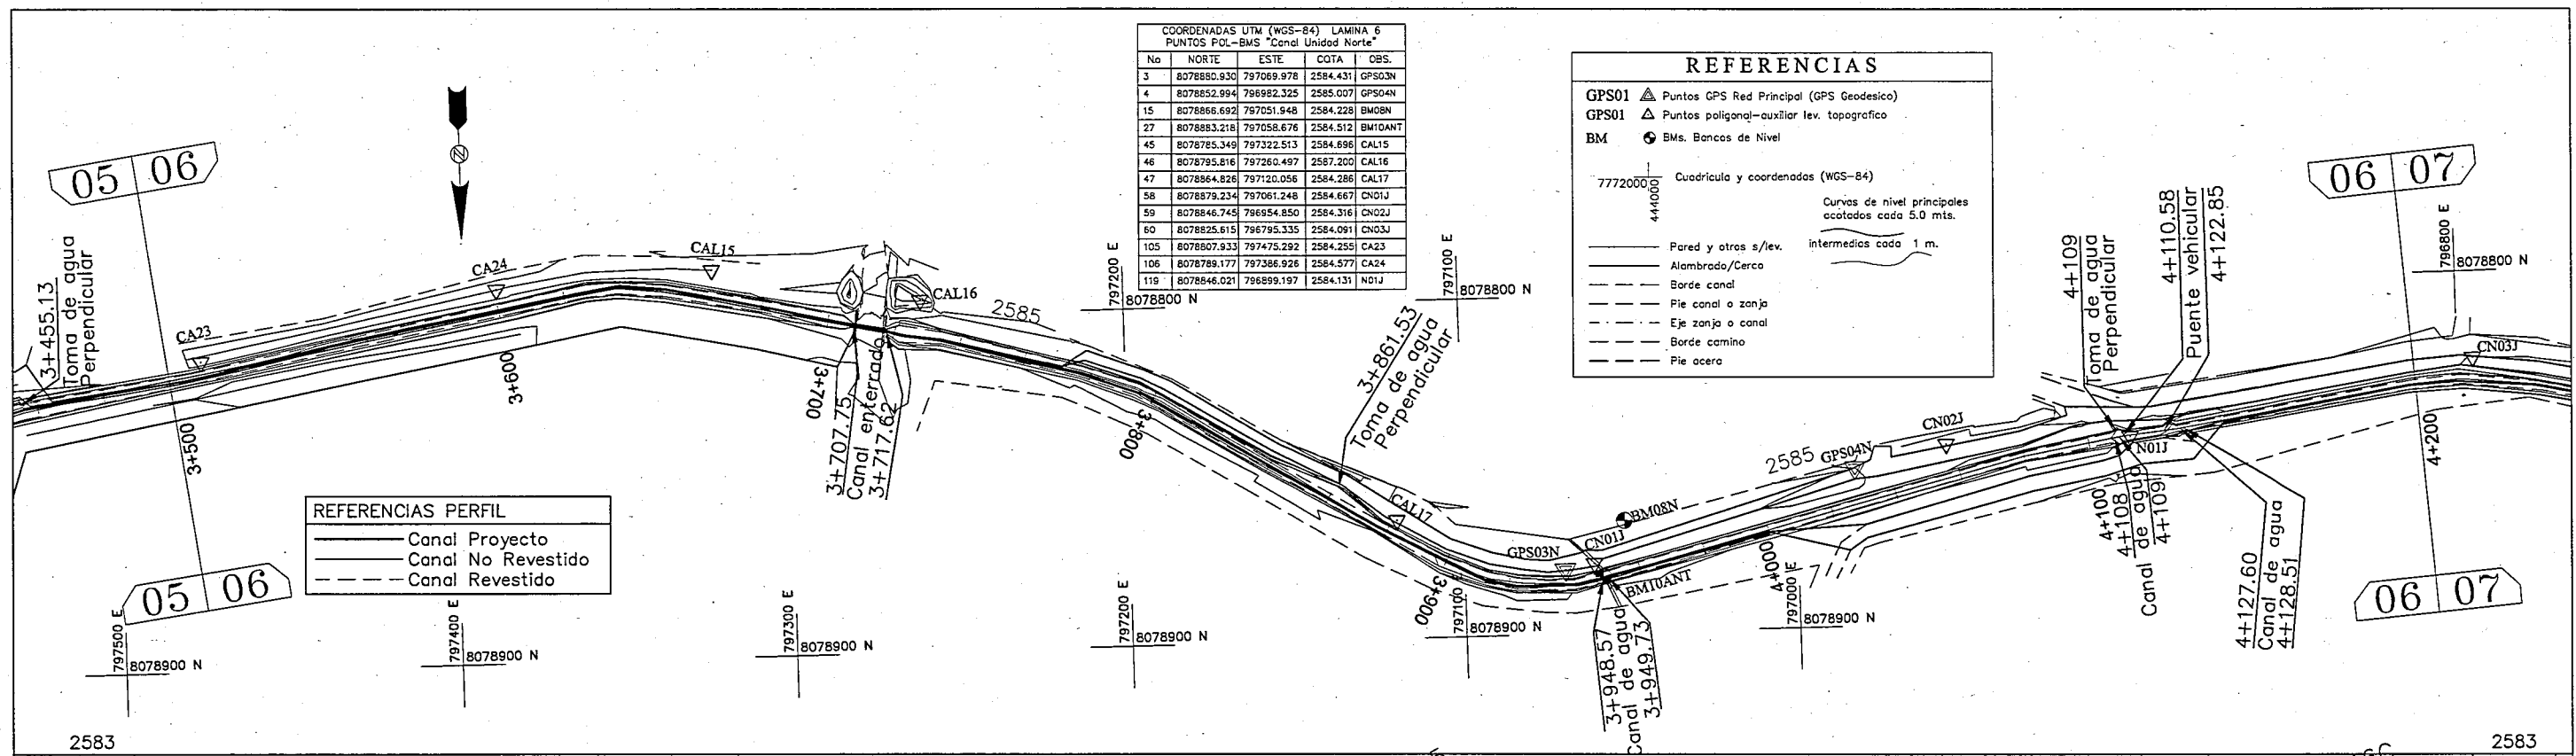 COORDENADAS UTM (WGS-84) LAMINA 6
PUNTOS POL-BMS "Canal Unidad Norte"
No NORTE ESTE COTA OBS.
3 8078880.930 797069.978 2584.431 GPS03N
4 8078852.994 796982.325 2585.007 GPS04N
15 8078866.692 797051.948 2584.228 BM08N
27 8078883.218 797058.676 2584.512 BM10ANT
45 8078785.349 797322.513 2584.696 CAL15
46 8078795.816 797260.497 2587.200 CAL16
47 8078864.826 797120.056 2584.286 CAL17
58 8078879.234 797061.248 2584.667 CN01J
59 8078846.745 796954.850 2584.316 CN02J
60 8078825.615 796795.335 2584.091 CN03J
105 8078807.933 797475.292 2584.255 CA23
106 8078789.177 797386.926 2584.577 CA24
119 8078846.021 796899.197 2584.131 N01J
REFERENCIAS
GPS01 Puntos GPS Red Principal (GPS Geodesico)
GPS01 Puntos poligonal-auxiliar lev. topografico
BM BMs. Bancos de Nivel
7772000
444000
Cuadricula y coordenadas (WGS-84)
Curvas de nivel principales
acotados cada 5.0 mts.
intermedios cada 1 m.
Pared y otros s/lev.
Alambrado/Cerco
Borde canal
Pie canal o zanja
Eje zanja o canal
Borde camino
Pie acera
05 06
N
06 07
3+455.13
Toma de agua
Perpendicular
CA23
CA24
CAL15
CAL16
2585
797200 E
8078800 N
797100 E
8078800 N
796800 E
8078800 N
3+500
3+600
3+700
3+707.75
Canal enterrado
3+717.62
3+800
3+861.53
Toma de agua
Perpendicular
CAL17
3+900
GPS03N
CN01J
BM08N
BM10ANT
3+948.57
Canal de agua
3+949.73
4+000
2585
GPS04N
CN02J
4+109
Toma de agua
Perpendicular
4+110.58
Puente vehicular
4+122.85
N01J
CN03J
4+100
4+108
Canal de agua
4+109
4+127.60
Canal de agua
4+128.51
4+200
REFERENCIAS PERFIL
Canal Proyecto
Canal No Revestido
Canal Revestido
05 06
06 07
797500 E
8078900 N
797400 E
8078900 N
797300 E
8078900 N
797200 E
8078900 N
797100 E
8078900 N
797000 E
8078900 N
2583
2583